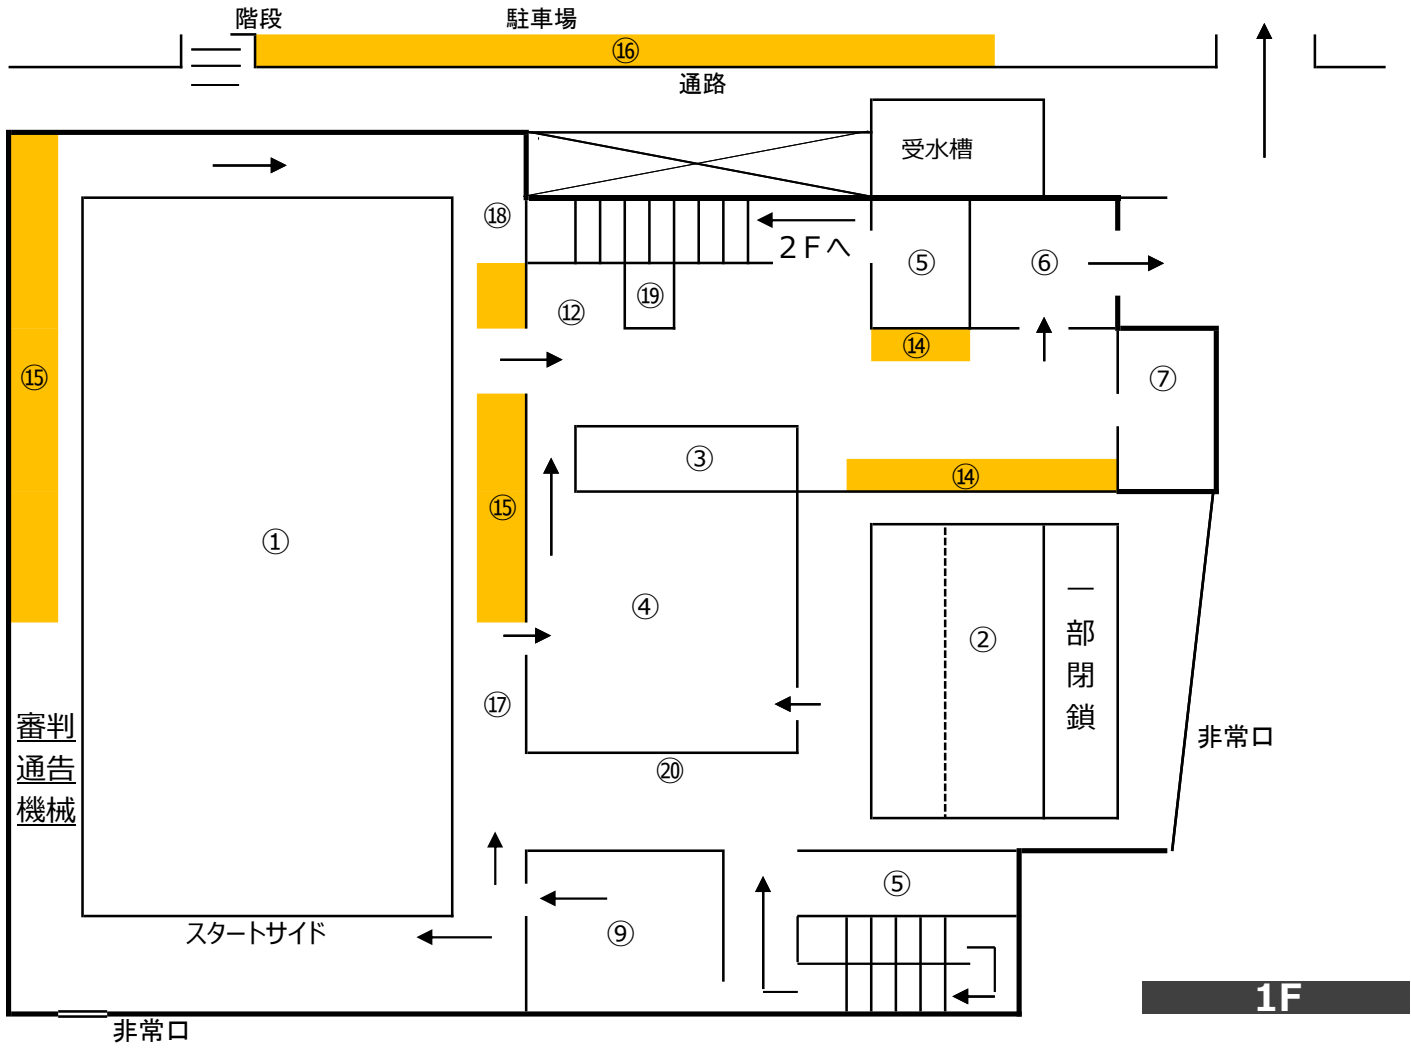 階段
駐車場
⑯
通路
受水槽
⑱
2Fへ
⑤
⑥
⑫
⑲
⑭
⑮
⑦
③
⑭
⑮
①
④
②
一部閉鎖
⑰
審判
通告
機械
非常口
⑳
⑤
スタートサイド
⑨
1F
非常口